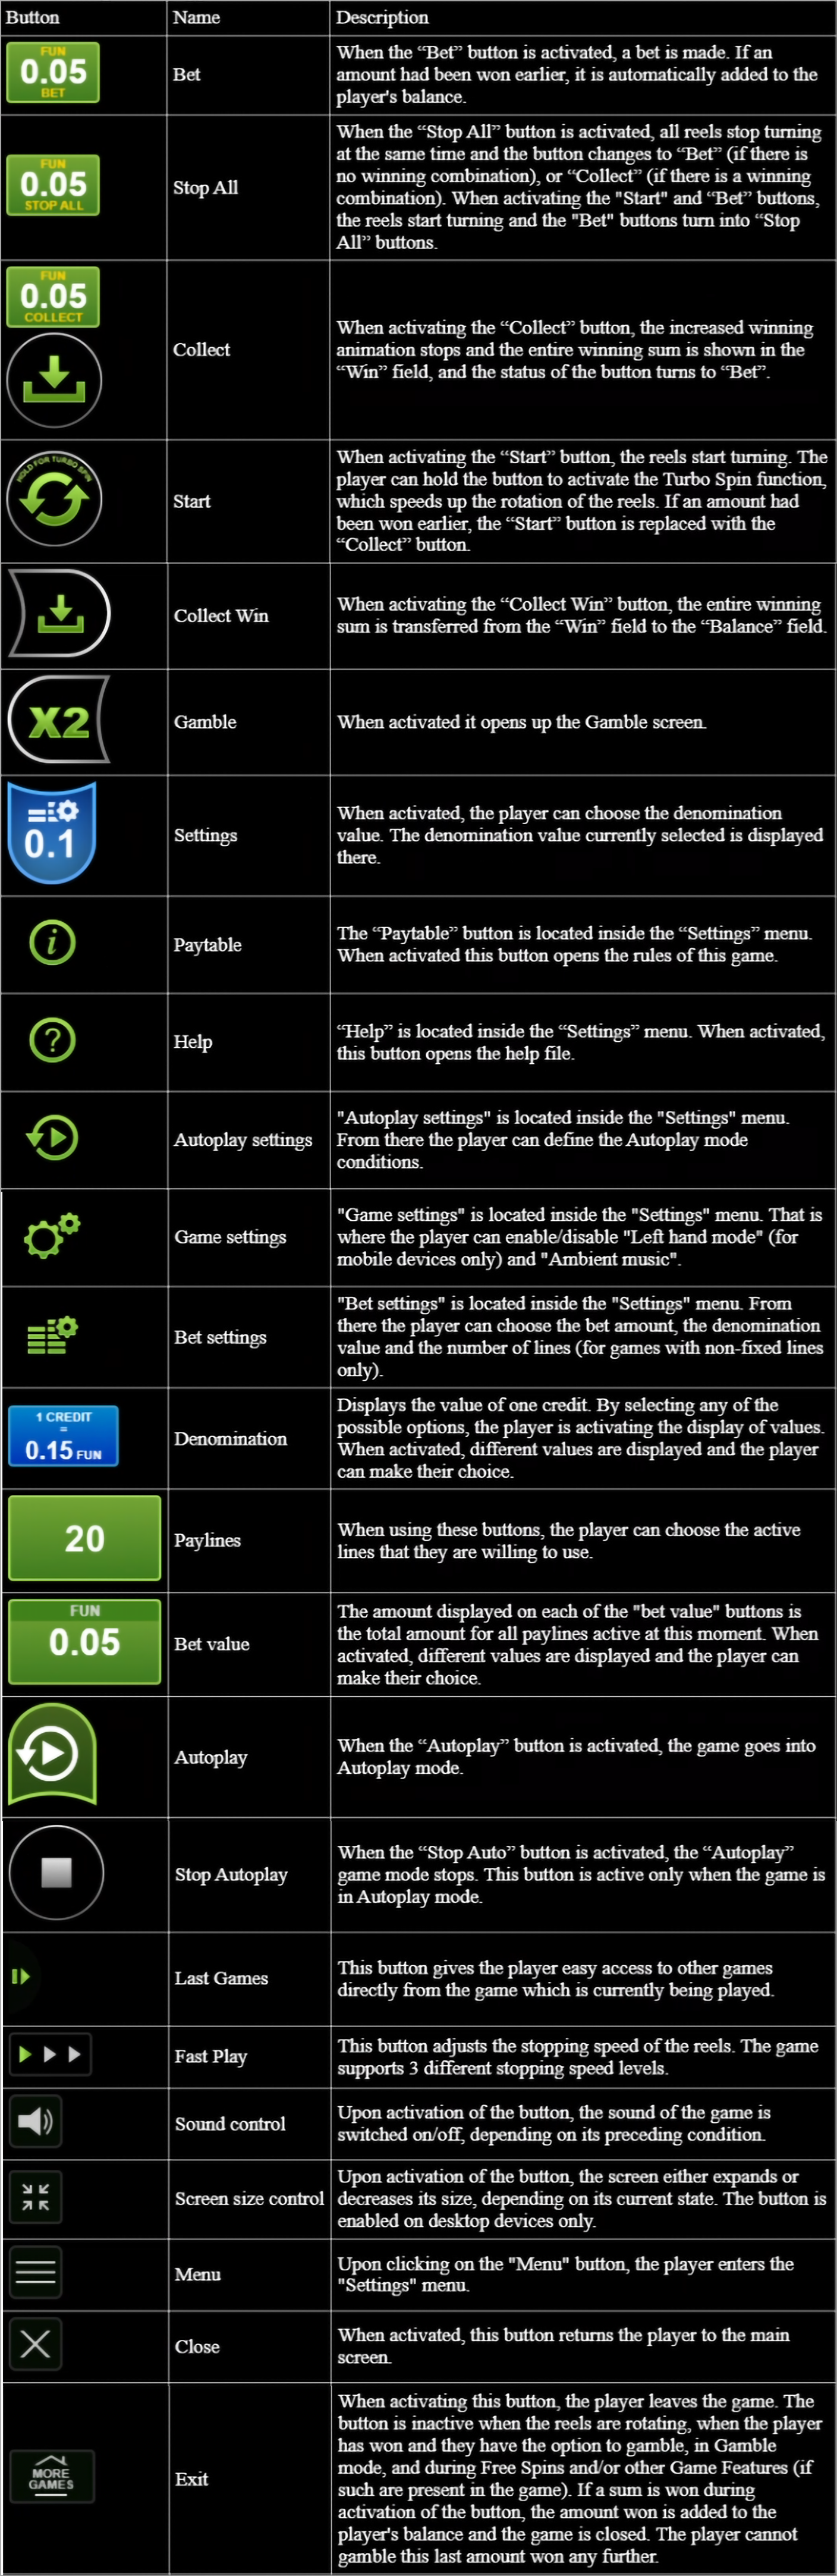 Button Name Description
FUN
0.05
BET
Bet
When the “Bet” button is activated, a bet is made. If an
amount had been won earlier, it is automatically added to the
player's balance.
FUN
0.05
STOP ALL
Stop All
When the “Stop All” button is activated, all reels stop turning
at the same time and the button changes to “Bet” (if there is
no winning combination), or “Collect” (if there is a winning
combination). When activating the "Start" and “Bet” buttons,
the reels start turning and the "Bet" buttons turn into “Stop
All” buttons.
FUN
0.05
COLLECT
Collect
When activating the “Collect” button, the increased winning
animation stops and the entire winning sum is shown in the
“Win” field, and the status of the button turns to “Bet”.
HOLD FOR TURBO SPIN
Start
When activating the “Start” button, the reels start turning. The
player can hold the button to activate the Turbo Spin function,
which speeds up the rotation of the reels. If an amount had
been won earlier, the “Start” button is replaced with the
“Collect” button.
Collect Win
When activating the “Collect Win” button, the entire winning
sum is transferred from the “Win” field to the “Balance” field.
X2
Gamble
When activated it opens up the Gamble screen.
0.1
Settings
When activated, the player can choose the denomination
value. The denomination value currently selected is displayed
there.
i
Paytable
The “Paytable” button is located inside the “Settings” menu.
When activated this button opens the rules of this game.
?
Help
“Help” is located inside the “Settings” menu. When activated,
this button opens the help file.
Autoplay settings
"Autoplay settings" is located inside the "Settings" menu.
From there the player can define the Autoplay mode
conditions.
Game settings
"Game settings" is located inside the "Settings" menu. That is
where the player can enable/disable "Left hand mode" (for
mobile devices only) and "Ambient music".
Bet settings
"Bet settings" is located inside the "Settings" menu. From
there the player can choose the bet amount, the denomination
value and the number of lines (for games with non-fixed lines
only).
1 CREDIT
=
0.15 FUN
Denomination
Displays the value of one credit. By selecting any of the
possible options, the player is activating the display of values.
When activated, different values are displayed and the player
can make their choice.
20
Paylines
When using these buttons, the player can choose the active
lines that they are willing to use.
FUN
0.05
Bet value
The amount displayed on each of the "bet value" buttons is
the total amount for all paylines active at this moment. When
activated, different values are displayed and the player can
make their choice.
Autoplay
When the “Autoplay” button is activated, the game goes into
Autoplay mode.
Stop Autoplay
When the “Stop Auto” button is activated, the “Autoplay”
game mode stops. This button is active only when the game is
in Autoplay mode.
Last Games
This button gives the player easy access to other games
directly from the game which is currently being played.
Fast Play
This button adjusts the stopping speed of the reels. The game
supports 3 different stopping speed levels.
Sound control
Upon activation of the button, the sound of the game is
switched on/off, depending on its preceding condition.
Screen size control
Upon activation of the button, the screen either expands or
decreases its size, depending on its current state. The button is
enabled on desktop devices only.
Menu
Upon clicking on the "Menu" button, the player enters the
"Settings" menu.
Close
When activated, this button returns the player to the main
screen.
MORE
GAMES
Exit
When activating this button, the player leaves the game. The
button is inactive when the reels are rotating, when the player
has won and they have the option to gamble, in Gamble
mode, and during Free Spins and/or other Game Features (if
such are present in the game). If a sum is won during
activation of the button, the amount won is added to the
player's balance and the game is closed. The player cannot
gamble this last amount won any further.